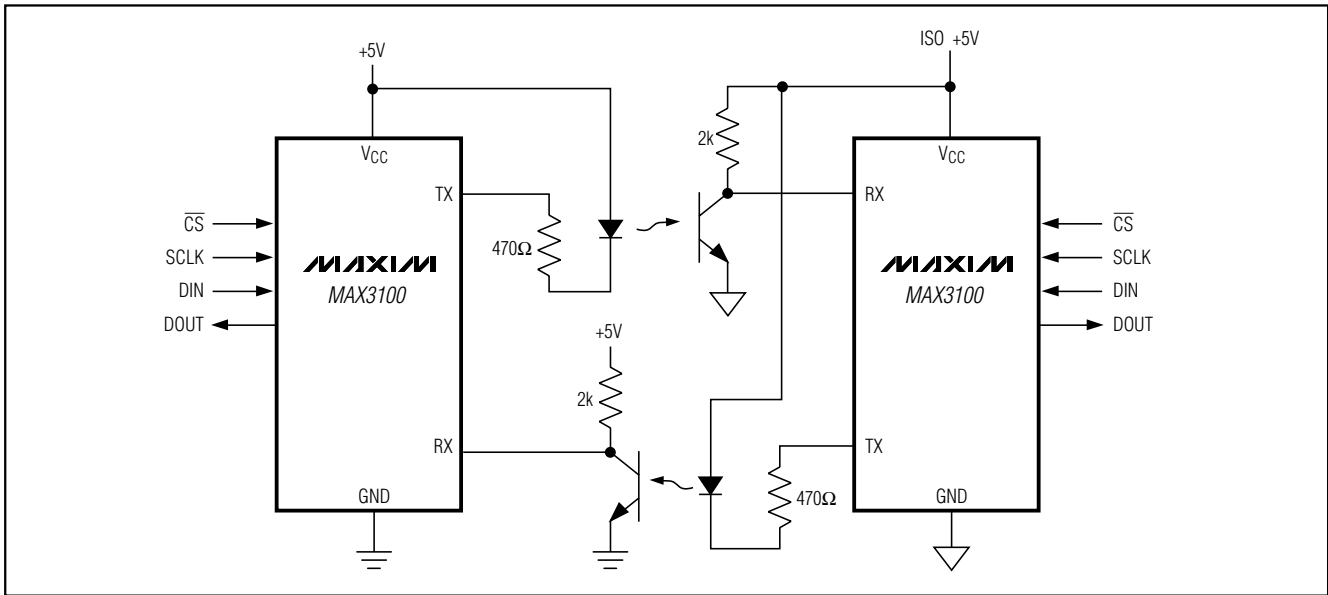 +5V
ISO +5V
VCC
TX
CS
SCLK
DIN
DOUT
MAXIM
MAX3100
RX
GND
470Ω
2k
+5V
2k
470Ω
VCC
RX
CS
SCLK
DIN
DOUT
MAXIM
MAX3100
TX
GND